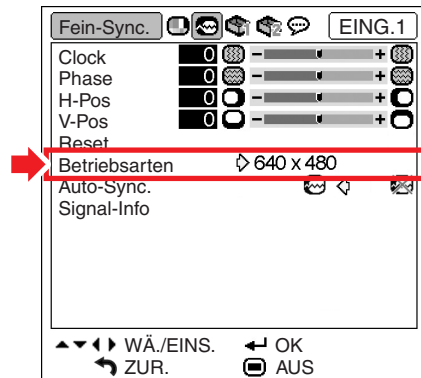 Fein-Sync. EING.1
Clock 0 - +
Phase 0 - +
H-Pos 0 - +
V-Pos 0 - +
Reset
Betriebsarten 640 x 480
Auto-Sync.
Signal-Info
WÄ./EINS. OK
ZUR. AUS